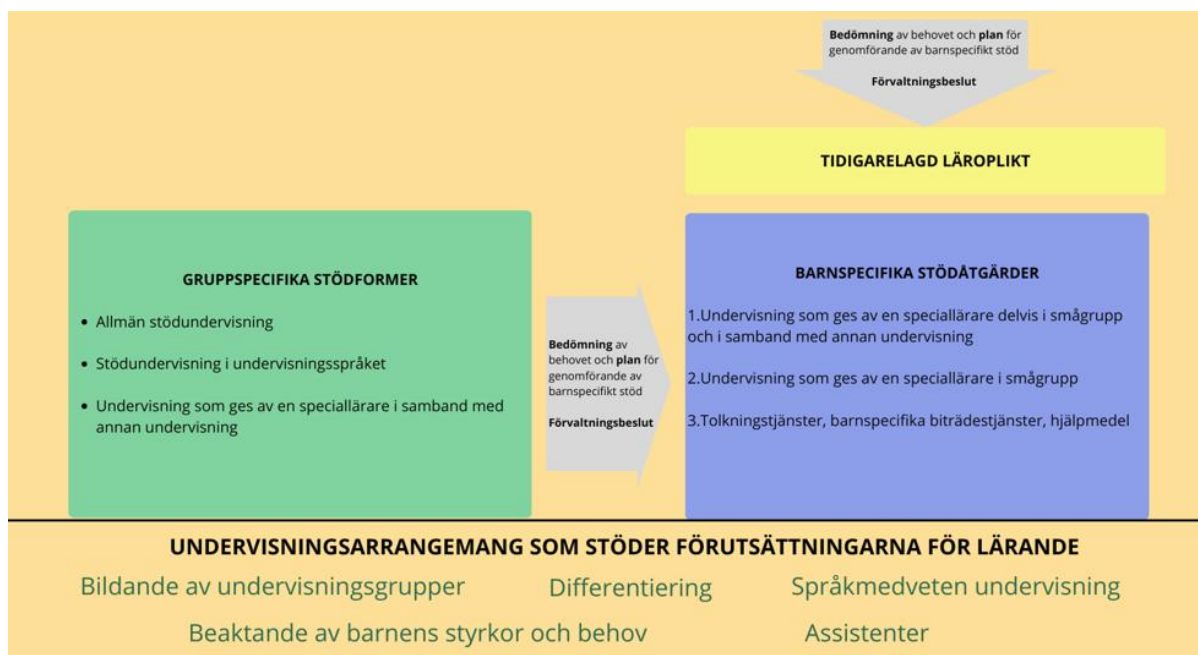 Bedömning av behovet och plan för
genomförande av barnspecifikt stöd
Förvaltningsbeslut
TIDIGARELAGD LÄROPLIKT
GRUPPSPECIFIKA STÖDFORMER
• Allmän stödundervisning
• Stödundervisning i undervisningsspråket
• Undervisning som ges av en speciallärare i samband med
annan undervisning
Bedömning av
behovet och plan för
genomförande av
barnspecifikt stöd
Förvaltningsbeslut
BARNSPECIFIKA STÖDÅTGÄRDER
1.Undervisning som ges av en speciallärare delvis i smågrupp
och i samband med annan undervisning
2.Undervisning som ges av en speciallärare i smågrupp
3.Tolkningstjänster, barnspecifika biträdestjänster, hjälpmedel
UNDERVISNINGSARRANGEMANG SOM STÖDER FÖRUTSÄTTNINGARNA FÖR LÄRANDE
Bildande av undervisningsgrupper Differentiering Språkmedveten undervisning
Beaktande av barnens styrkor och behov Assistenter